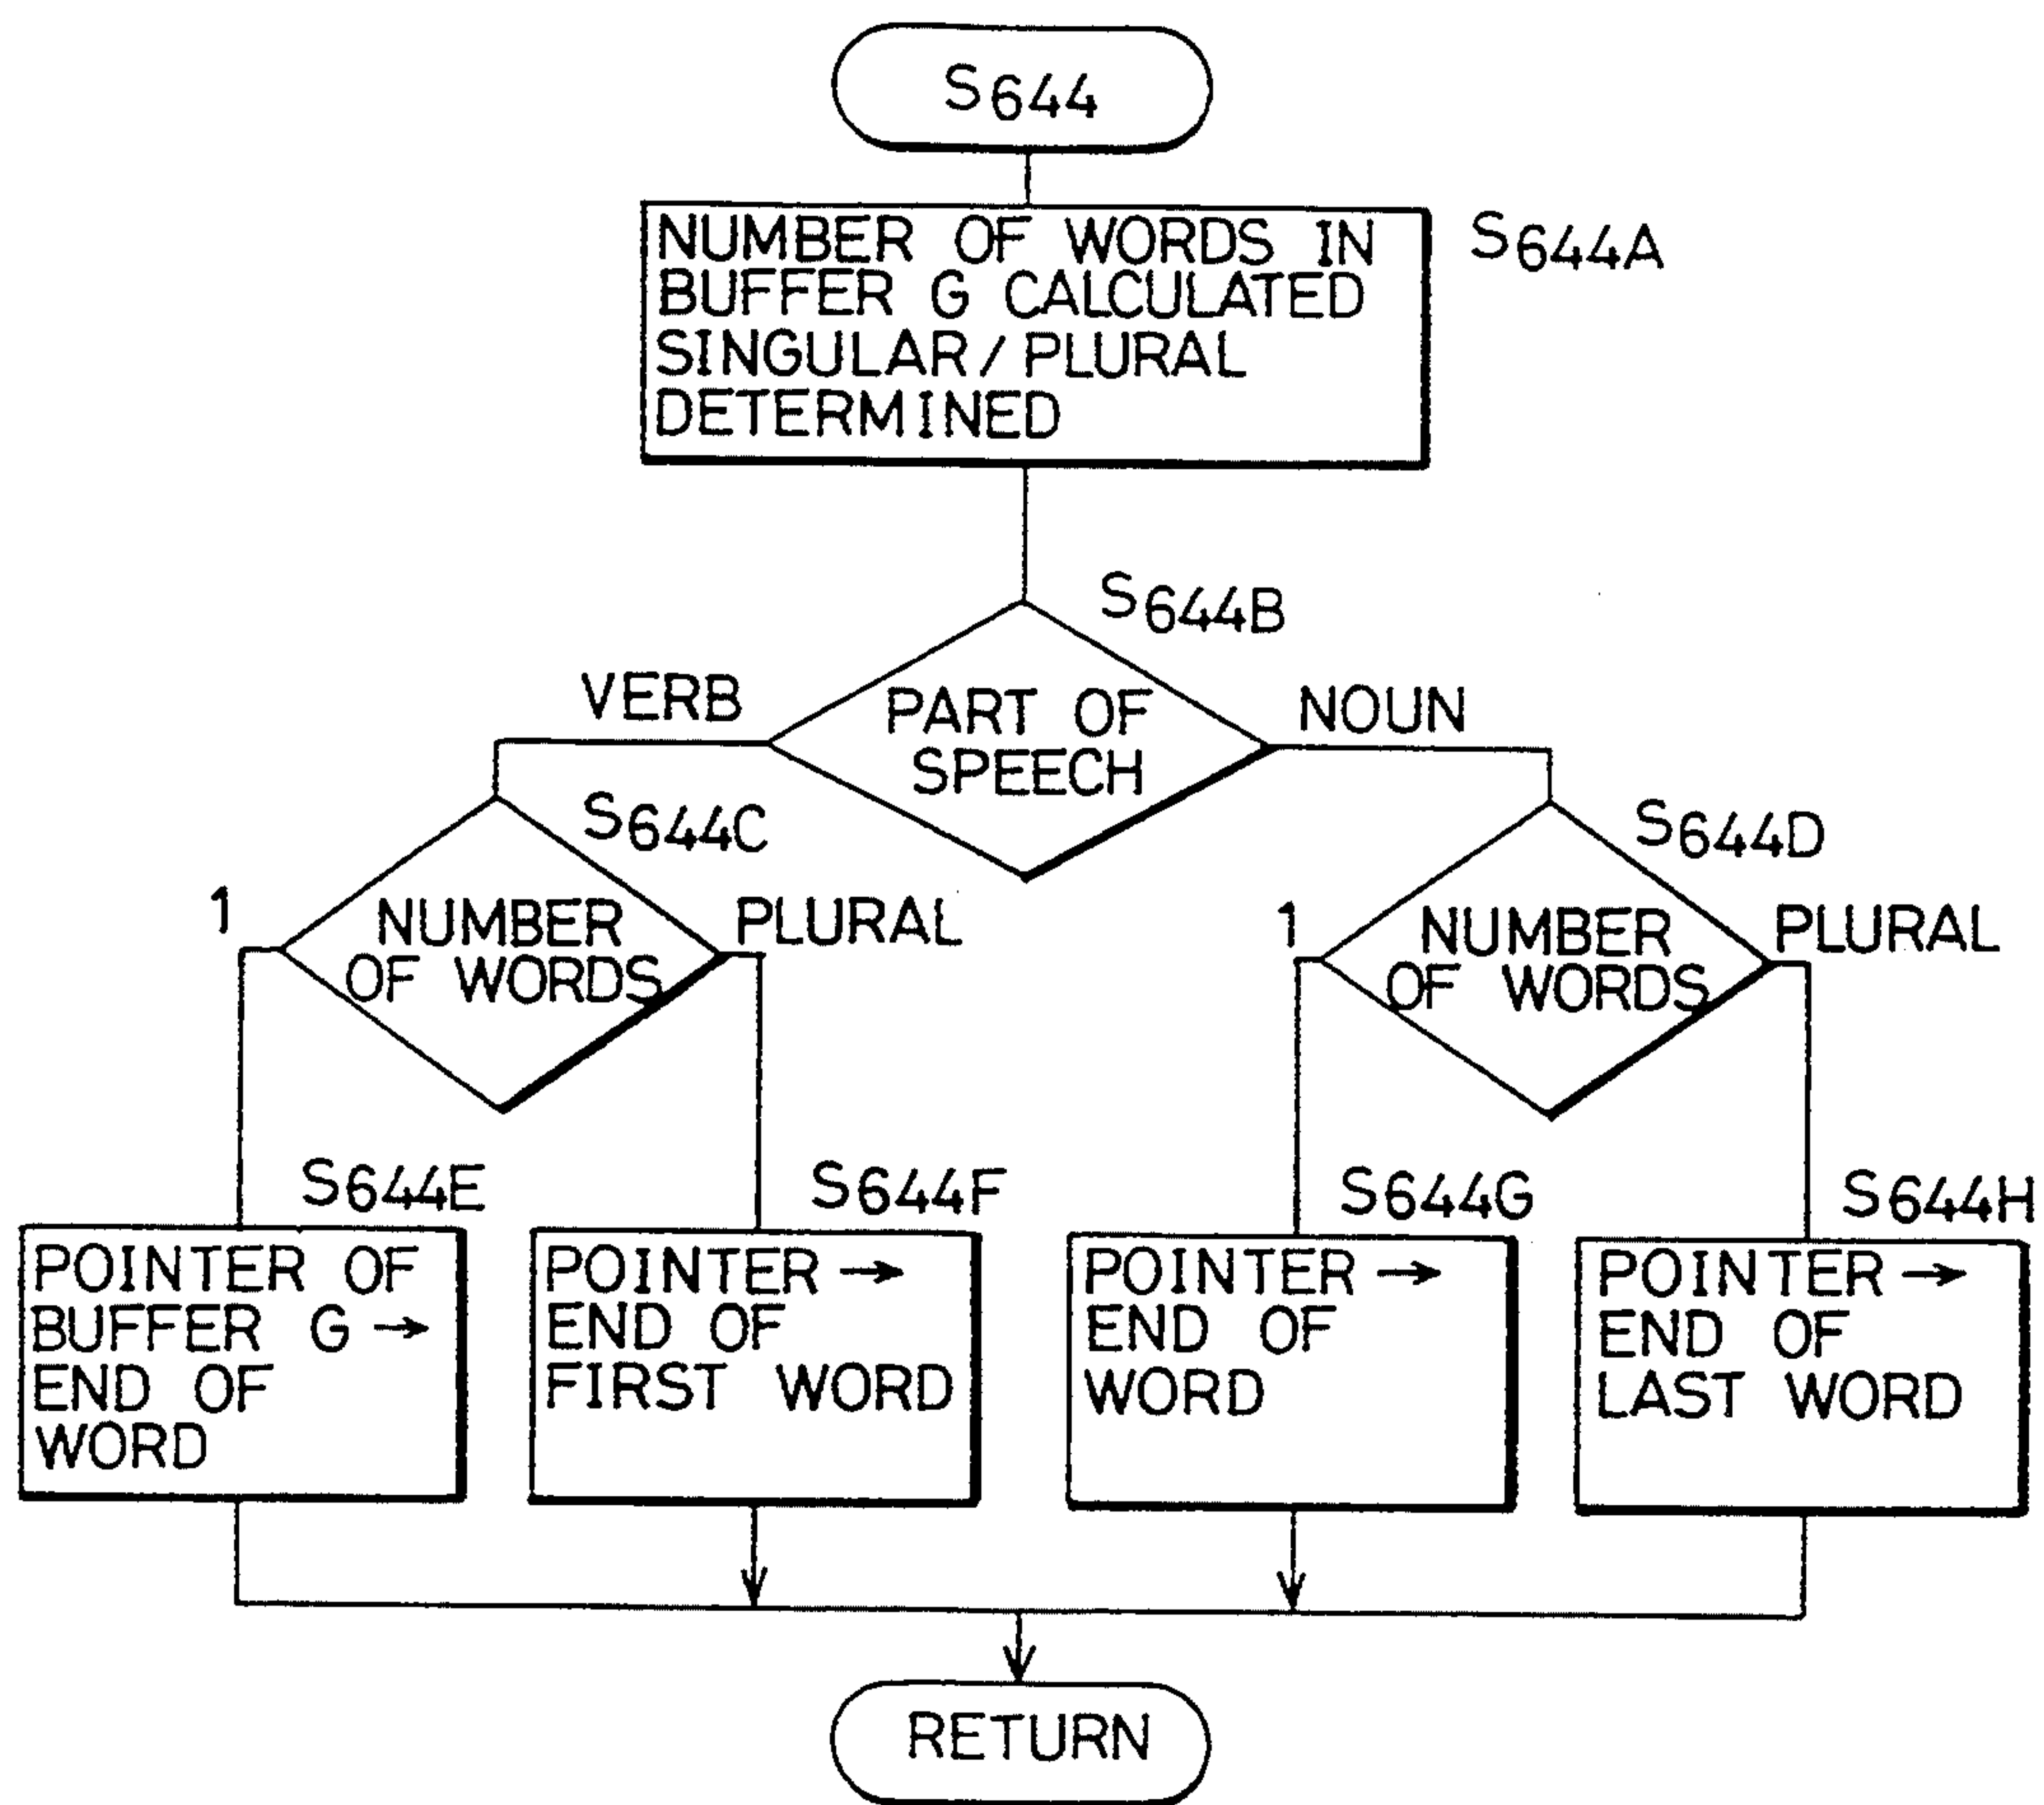 S644
NUMBER OF WORDS IN
BUFFER G CALCULATED
SINGULAR/PLURAL
DETERMINED
S644A
S644B
VERB
PART OF
SPEECH
NOUN
S644C
1
NUMBER
OF WORDS
PLURAL
S644D
1
NUMBER
OF WORDS
PLURAL
S644E
POINTER OF
BUFFER G →
END OF
WORD
S644F
POINTER →
END OF
FIRST WORD
S644G
POINTER →
END OF
WORD
S644H
POINTER →
END OF
LAST WORD
RETURN